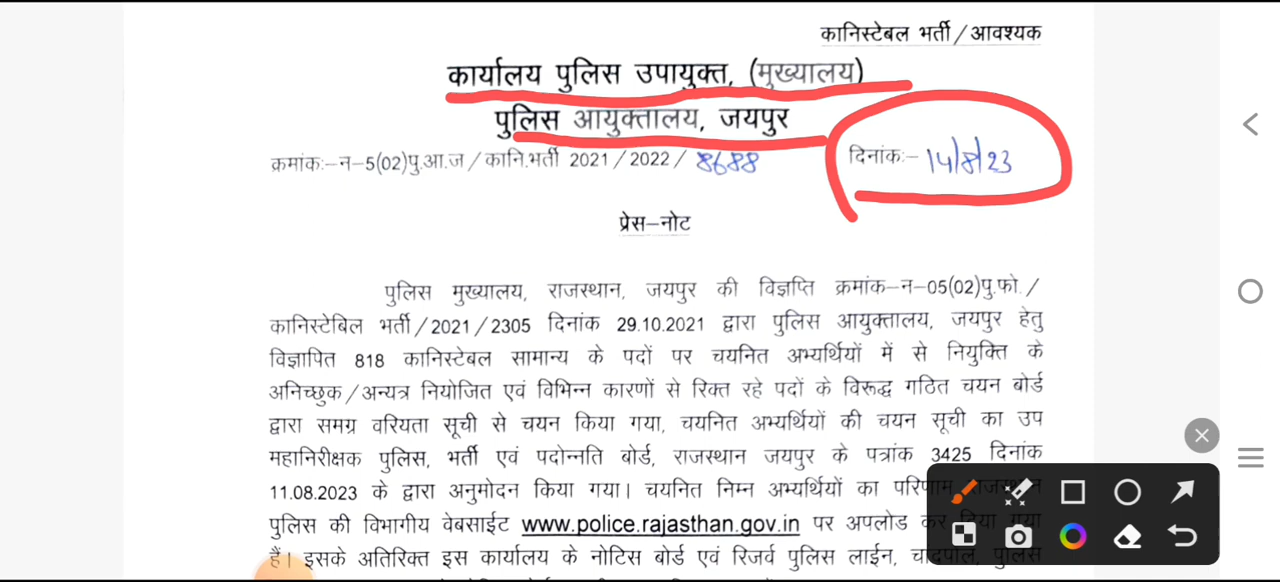 कानिस्टेबल भर्ती/आवश्यक
कार्यालय पुलिस उपायुक्त, (मुख्यालय)
पुलिस आयुक्तालय, जयपुर
क्रमांकः–न–5(02)पु.आ.ज/कानि.भर्ती 2021/2022/ 8688 दिनांकः– 14/8/23
प्रेस–नोट
पुलिस मुख्यालय, राजस्थान, जयपुर की विज्ञप्ति क्रमांक–न–05(02)पु.फो./
कानिस्टेबिल भर्ती/2021/2305 दिनांक 29.10.2021 द्वारा पुलिस आयुक्तालय, जयपुर हेतु
विज्ञापित 818 कानिस्टेबल सामान्य के पदों पर चयनित अभ्यर्थियों में से नियुक्ति के
अनिच्छुक/अन्यत्र नियोजित एवं विभिन्न कारणों से रिक्त रहे पदों के विरूद्ध गठित चयन बोर्ड
द्वारा समग्र वरियता सूची से चयन किया गया, चयनित अभ्यर्थियों की चयन सूची का उप
महानिरीक्षक पुलिस, भर्ती एवं पदोन्नति बोर्ड, राजस्थान जयपुर के पत्रांक 3425 दिनांक
11.08.2023 के द्वारा अनुमोदन किया गया। चयनित निम्न अभ्यर्थियों का परिणाम राजस्थान
पुलिस की विभागीय वेबसाईट www.police.rajasthan.gov.in पर अपलोड कर दिया गया
हैं। इसके अतिरिक्त इस कार्यालय के नोटिस बोर्ड एवं रिजर्व पुलिस लाईन, चांदपोल, पुलिस